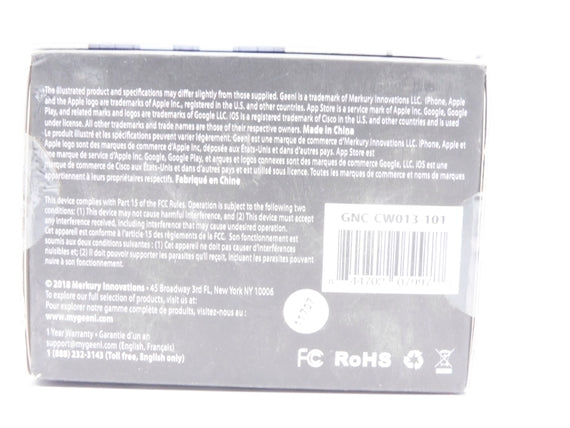 The illustrated product and specifications may differ slightly from those supplied. Geeni is a trademark of Merkury Innovations LLC. iPhone, Apple
and the Apple logo are trademarks of Apple Inc., registered in the U.S. and other countries. App Store is a service mark of Apple Inc. Google, Google
Play, and related marks and logos are trademarks of Google LLC. IOS is a registered trademark of Cisco in the U.S. and other countries and is used
under license. All other trademarks and trade names are those of their respective owners. Made in China
Le produit illustré et les spécifications peuvent varier légèrement. Geeni est une marque de commerce d'Merkury Innovations LLC. iPhone, Apple et
Apple logo sont des marques de commerce d'Apple Inc, déposée aux États-Unis et dans d'autres pays. App Store est
une marque de service d'Apple Inc. Google, Google Play, et argues et logos connexes sont des marques de commerce Google, LLC. iOS est une
marque de commerce de Cisco aux États-Unis et dans d'autres pays et est utilisé sous licence. Toutes les marques de commerce et noms de marques
appartiennent à leurs propriétaires respectifs. Fabriqué en Chine
This device complies with Part 15 of the FCC Rules. Operation is subject to the following two
conditions: (1) This device may not cause harmful interference, and (2) This device must accept
any interference received, including interference that may cause undesired operation.
Cet appareil est conforme à l'article 15 des règlements de la FCC. Son fonctionnement est
soumis aux deux conditions suivantes : (1) Cet appareil ne doit pas causer d'interférences
nuisibles et; (2) Il doit pouvoir supporter les parasites qu'il reçoit, incluant les parasites pouvant
nuire à son fonctionnement.
GNC-CW013-101
© 2018 Merkury Innovations • 45 Broadway 3rd FL, New York NY 10006
To explore our full selection of products, visit us at:
Pour explorer notre gamme complète de produits, visitez-nous au :
www.mygeeni.com
1 Year Warranty • Garantie d'un an
support@mygeeni.com (English, Français)
1 (888) 232-3143 (Toll free, English only)
FC RoHS